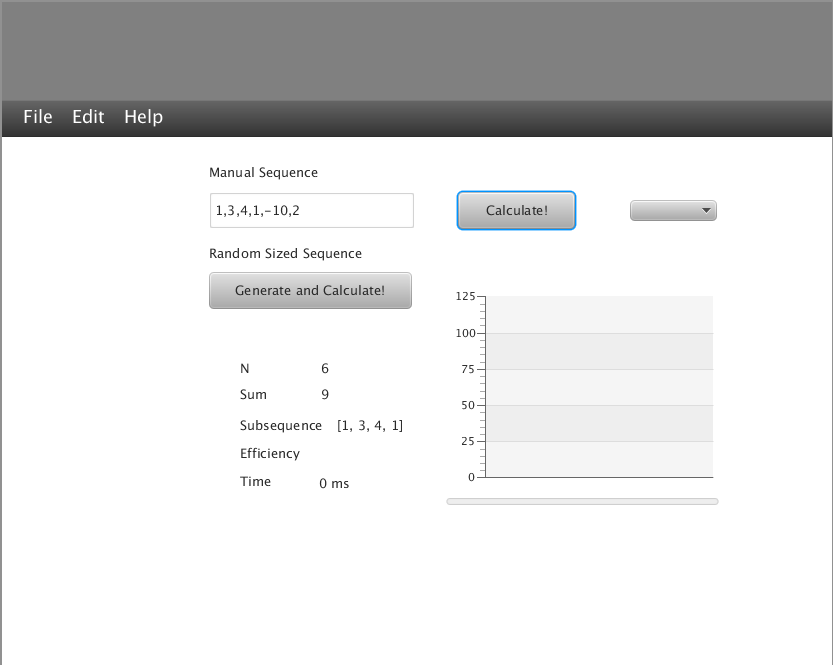 File Edit Help
Manual Sequence
1,3,4,1,-10,2
Calculate!
Random Sized Sequence
Generate and Calculate!
N 6
Sum 9
Subsequence [1, 3, 4, 1]
Efficiency
Time 0 ms
125
100
75
50
25
0